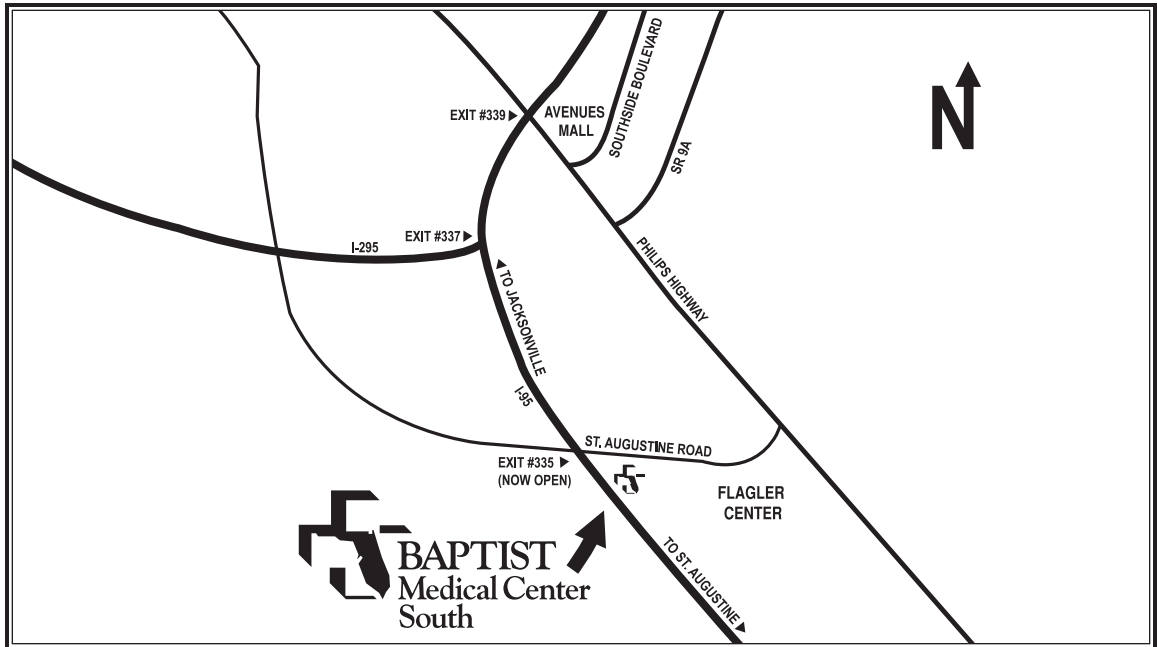 SOUTHSIDE BOULEVARD
EXIT #339
AVENUES
MALL
N
SR 9A
EXIT #337
I-295
PHILIPS HIGHWAY
TO JACKSONVILLE
I-95
ST. AUGUSTINE ROAD
EXIT #335
(NOW OPEN)
FLAGLER
CENTER
BAPTIST
Medical Center
South
TO ST. AUGUSTINE